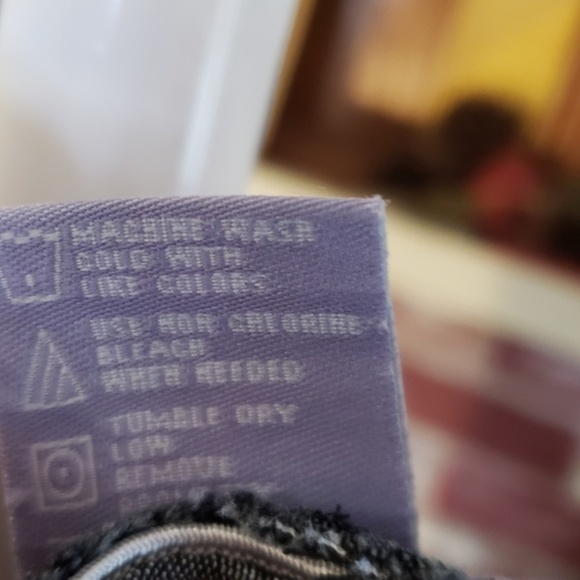 MACHINE WASH
COLD WITH
LIKE COLORS
USE NON CHLORINE
BLEACH
WHEN NEEDED
TUMBLE DRY
LOW
REMOVE